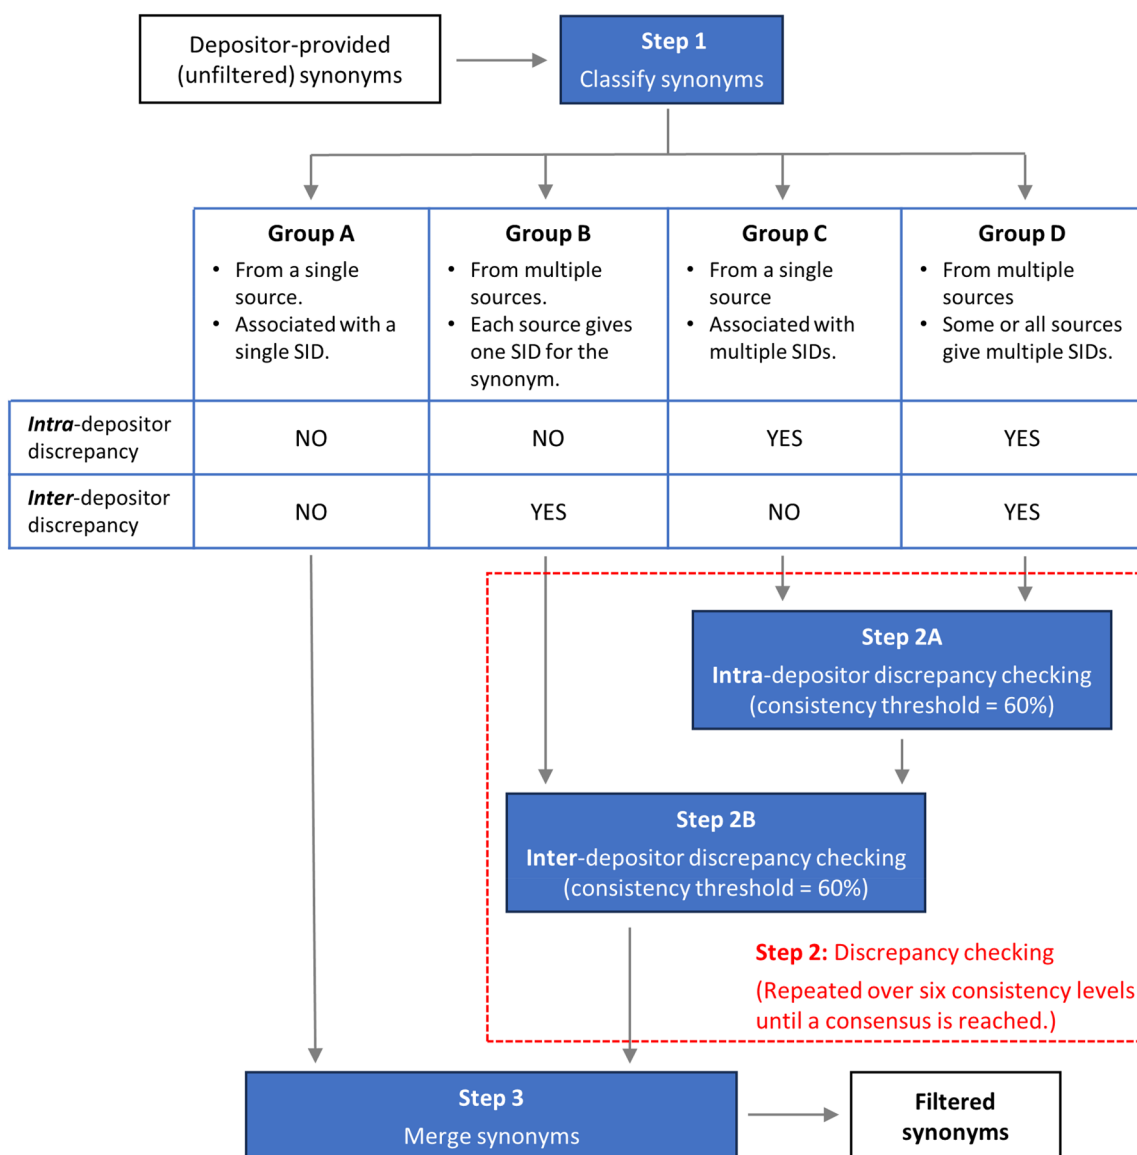 Depositor-provided
(unfiltered) synonyms
Step 1
Classify synonyms
Group A
• From a single
source.
• Associated with a
single SID.
Group B
• From multiple
sources.
• Each source gives
one SID for the
synonym.
Group C
• From a single
source
• Associated with
multiple SIDs.
Group D
• From multiple
sources
• Some or all sources
give multiple SIDs.
Intra-depositor
discrepancy
NO
NO
YES
YES
Inter-depositor
discrepancy
NO
YES
NO
YES
Step 2A
Intra-depositor discrepancy checking
(consistency threshold = 60%)
Step 2B
Inter-depositor discrepancy checking
(consistency threshold = 60%)
Step 2: Discrepancy checking
(Repeated over six consistency levels
until a consensus is reached.)
Step 3
Merge synonyms
Filtered
synonyms